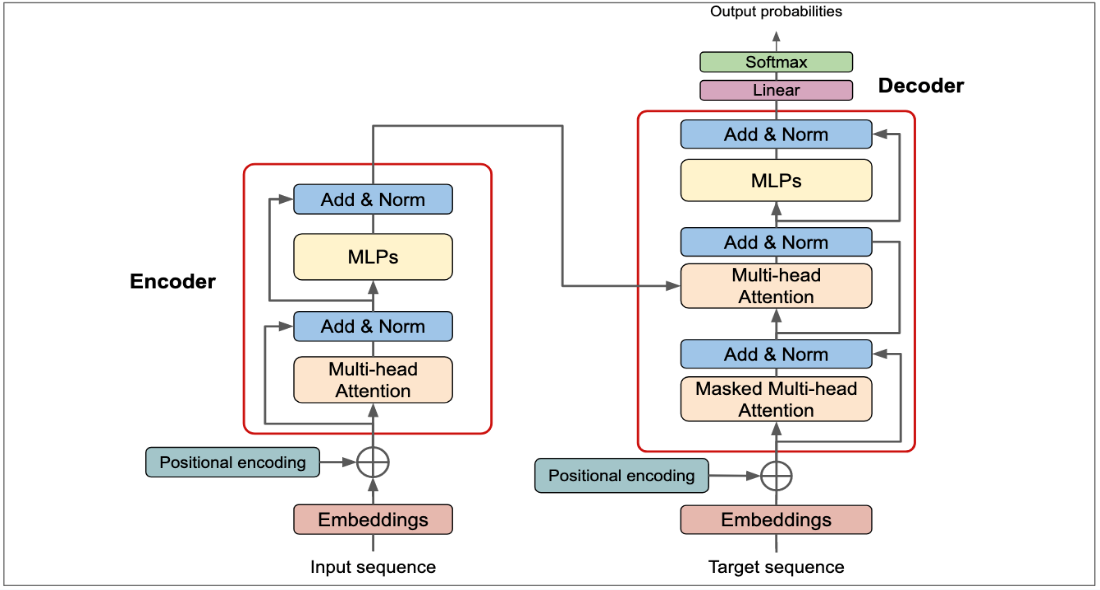 Output probabilities
Softmax
Linear
Decoder
Add & Norm
MLPs
Add & Norm
Multi-head
Attention
Add & Norm
Masked Multi-head
Attention
Positional encoding
Embeddings
Target sequence
Encoder
Add & Norm
MLPs
Add & Norm
Multi-head
Attention
Positional encoding
Embeddings
Input sequence